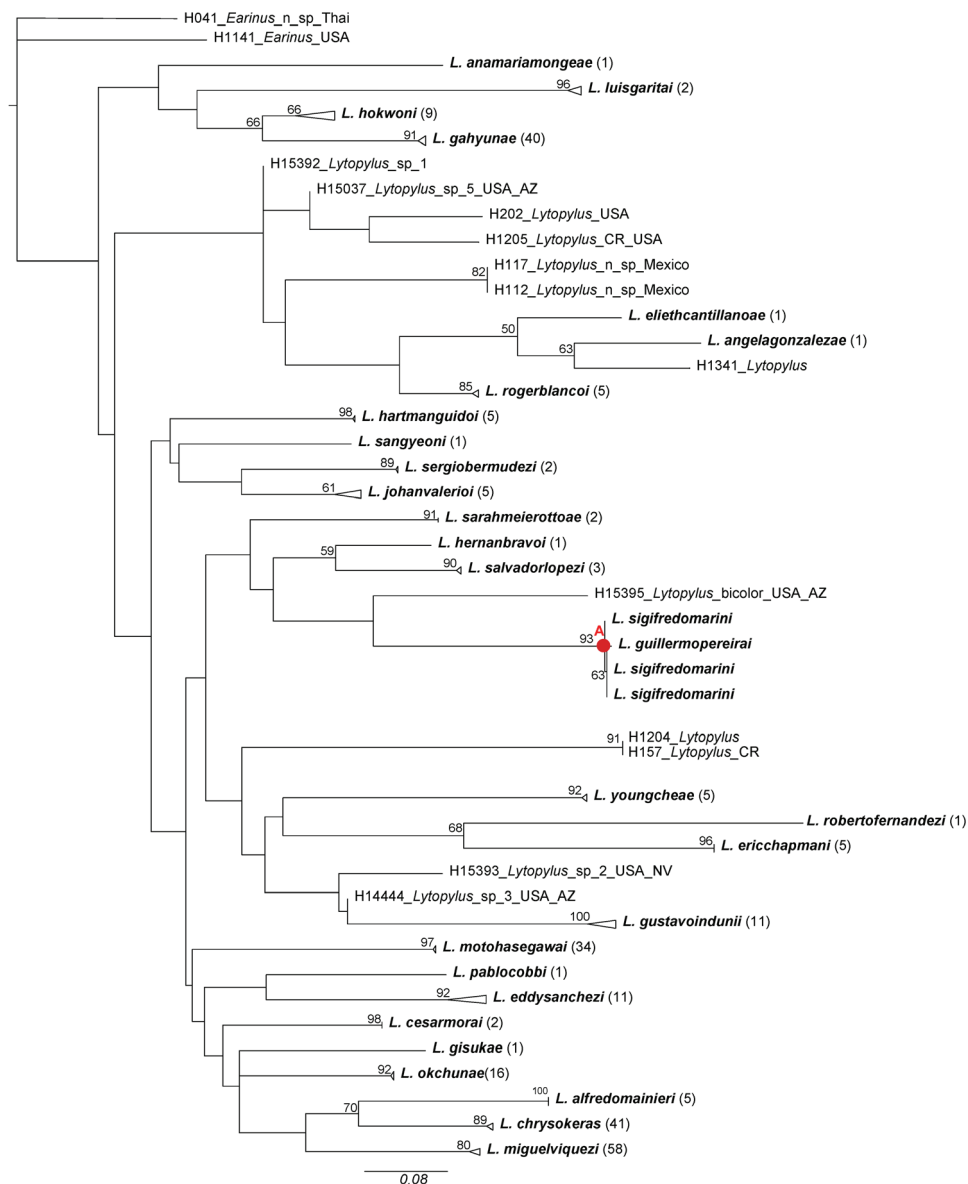 H041_Earinus_n_sp_Thai
H1141_Earinus_USA
L. anamariamongeae (1)
96 L. luisgaritai (2)
66 L. hokwoni (9)
66
91 L. gahyunae (40)
H15392_Lytopylus_sp_1
H15037_Lytopylus_sp_5_USA_AZ
H202_Lytopylus_USA
H1205_Lytopylus_CR_USA
H117_Lytopylus_n_sp_Mexico
82
H112_Lytopylus_n_sp_Mexico
L. eliethcantillanoae (1)
50
L. angelagonzalezae (1)
63
H1341_Lytopylus
85 L. rogerblancoi (5)
98 L. hartmanguidoi (5)
L. sangyeoni (1)
89 L. sergiobermudezi (2)
61 L. johanvalerioi (5)
91 L. sarahmeierottoae (2)
L. hernanbravoi (1)
59
90 L. salvadorlopezi (3)
H15395_Lytopylus_bicolor_USA_AZ
L. sigifredomarini
A
93 L. guillermopereirai
L. sigifredomarini
63
L. sigifredomarini
91 H1204_Lytopylus
H157_Lytopylus_CR
92 L. youngcheae (5)
L. robertofernandezi (1)
68
96 L. ericchapmani (5)
H15393_Lytopylus_sp_2_USA_NV
H14444_Lytopylus_sp_3_USA_AZ
100 L. gustavoindunii (11)
97 L. motohasegawai (34)
L. pablocobbi (1)
92 L. eddysanchezi (11)
98 L. cesarmorai (2)
L. gisukae (1)
92 L. okchunae(16)
100 L. alfredomainieri (5)
70
89 L. chrysokeras (41)
80 L. miguelviquezi (58)
0.08